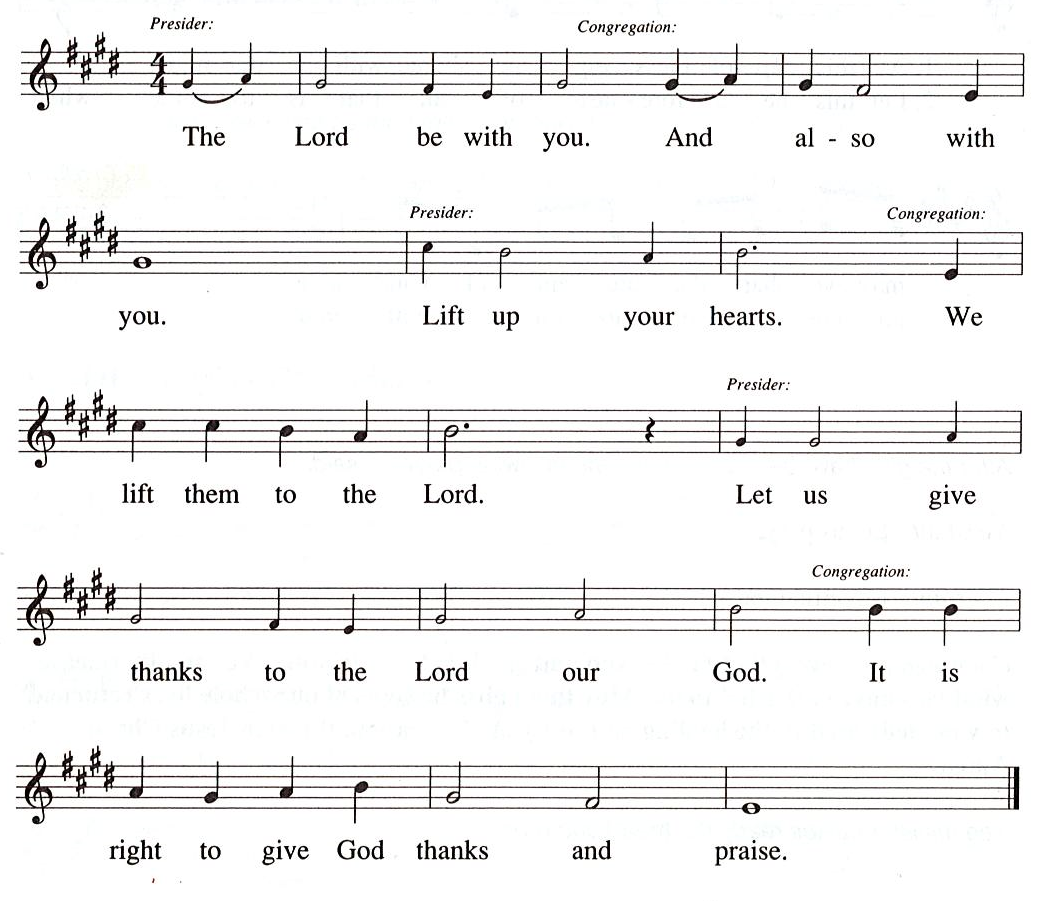 Presider: Congregation:
The Lord be with you. And al - so with
Presider: Congregation:
you. Lift up your hearts. We
Presider:
lift them to the Lord. Let us give
Congregation:
thanks to the Lord our God. It is
right to give God thanks and praise.